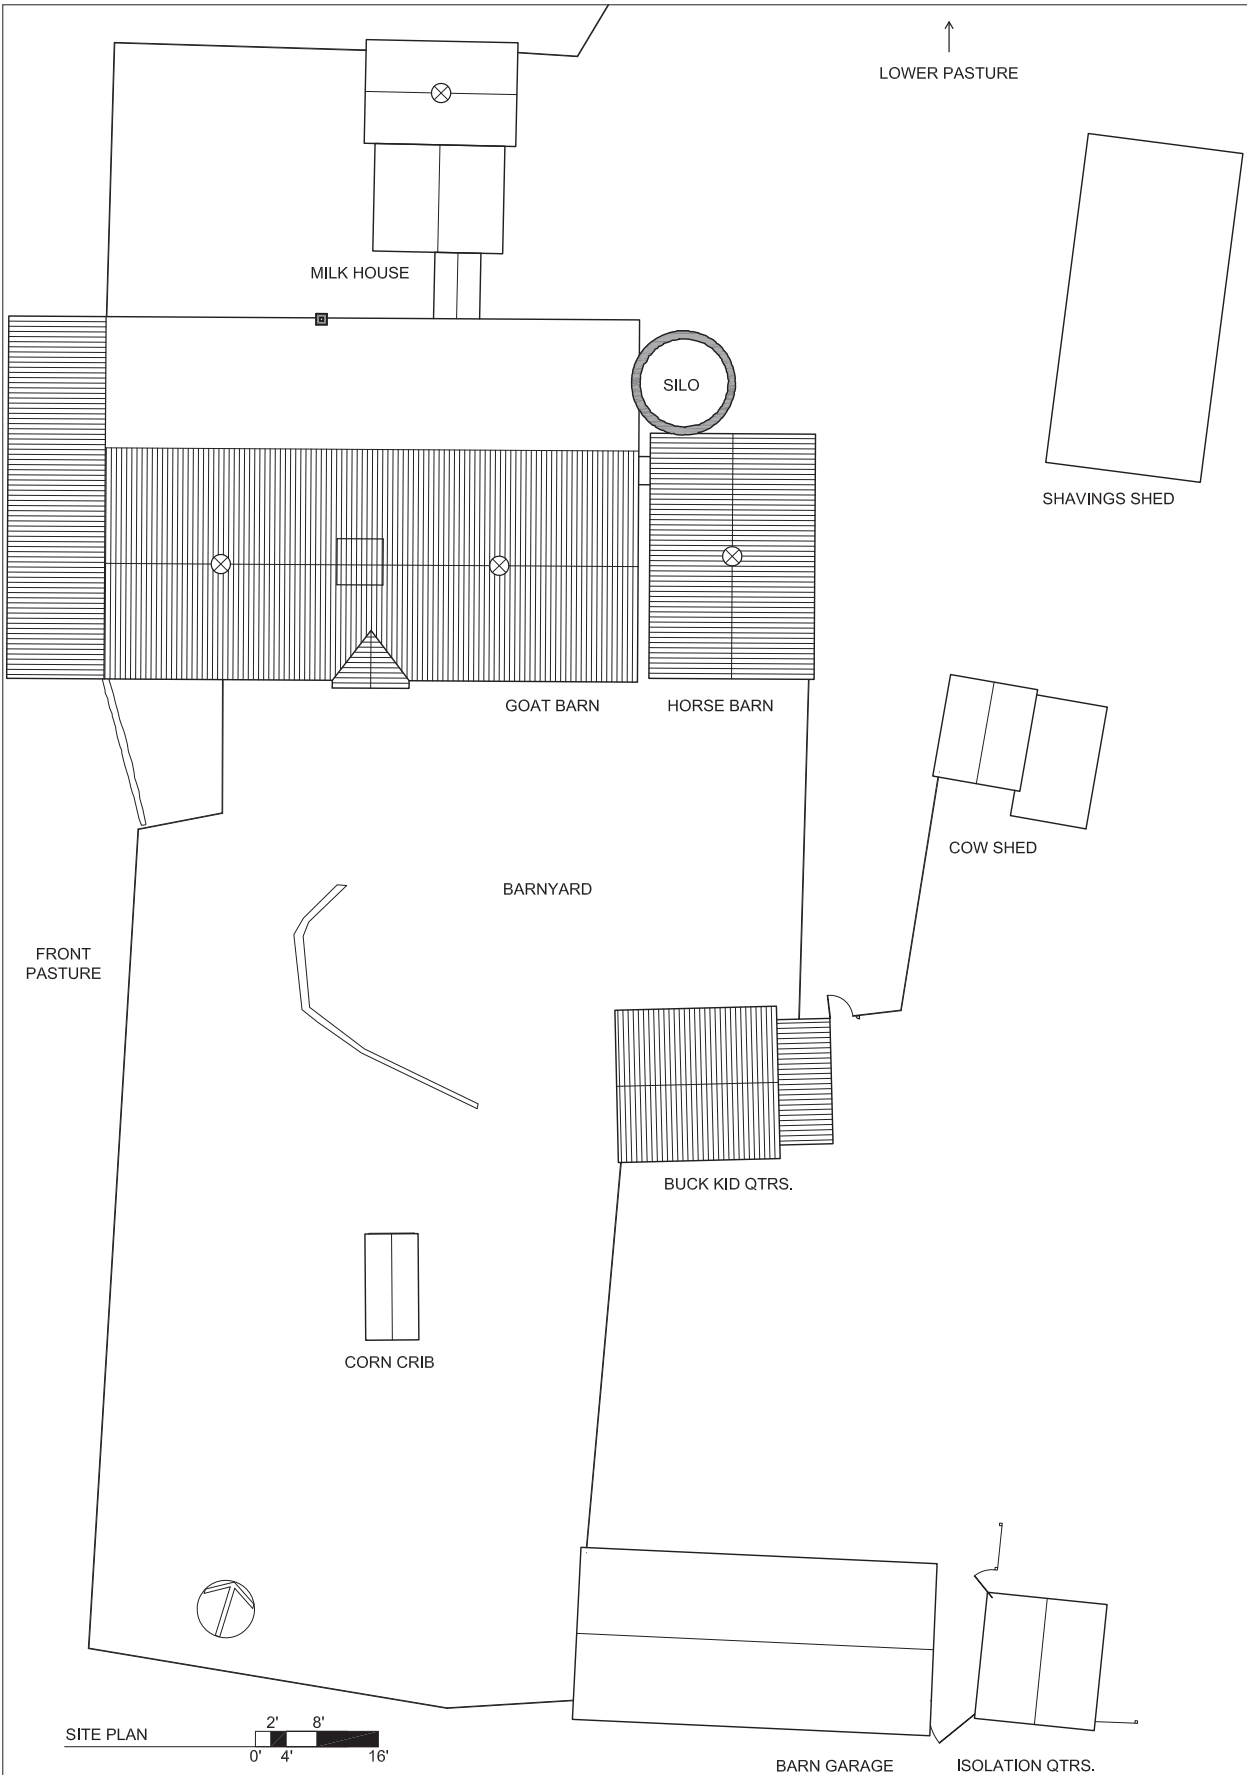 LOWER PASTURE
MILK HOUSE
SILO
SHAVINGS SHED
GOAT BARN
HORSE BARN
COW SHED
BARNYARD
FRONT
PASTURE
BUCK KID QTRS.
CORN CRIB
SITE PLAN
2' 8'
0' 4' 16'
BARN GARAGE
ISOLATION QTRS.